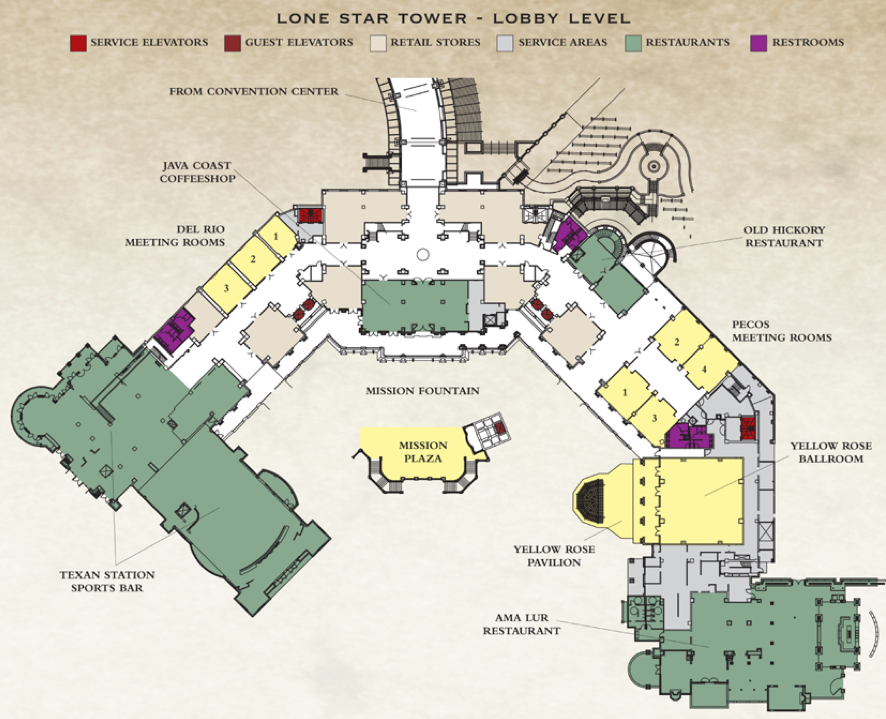 LONE STAR TOWER - LOBBY LEVEL
SERVICE ELEVATORS
GUEST ELEVATORS
RETAIL STORES
SERVICE AREAS
RESTAURANTS
RESTROOMS
FROM CONVENTION CENTER
JAVA COAST
COFFEESHOP
DEL RIO
MEETING ROOMS
1
2
3
OLD HICKORY
RESTAURANT
PECOS
MEETING ROOMS
2
4
1
3
MISSION FOUNTAIN
MISSION
PLAZA
YELLOW ROSE
BALLROOM
YELLOW ROSE
PAVILION
TEXAN STATION
SPORTS BAR
AMA LUR
RESTAURANT